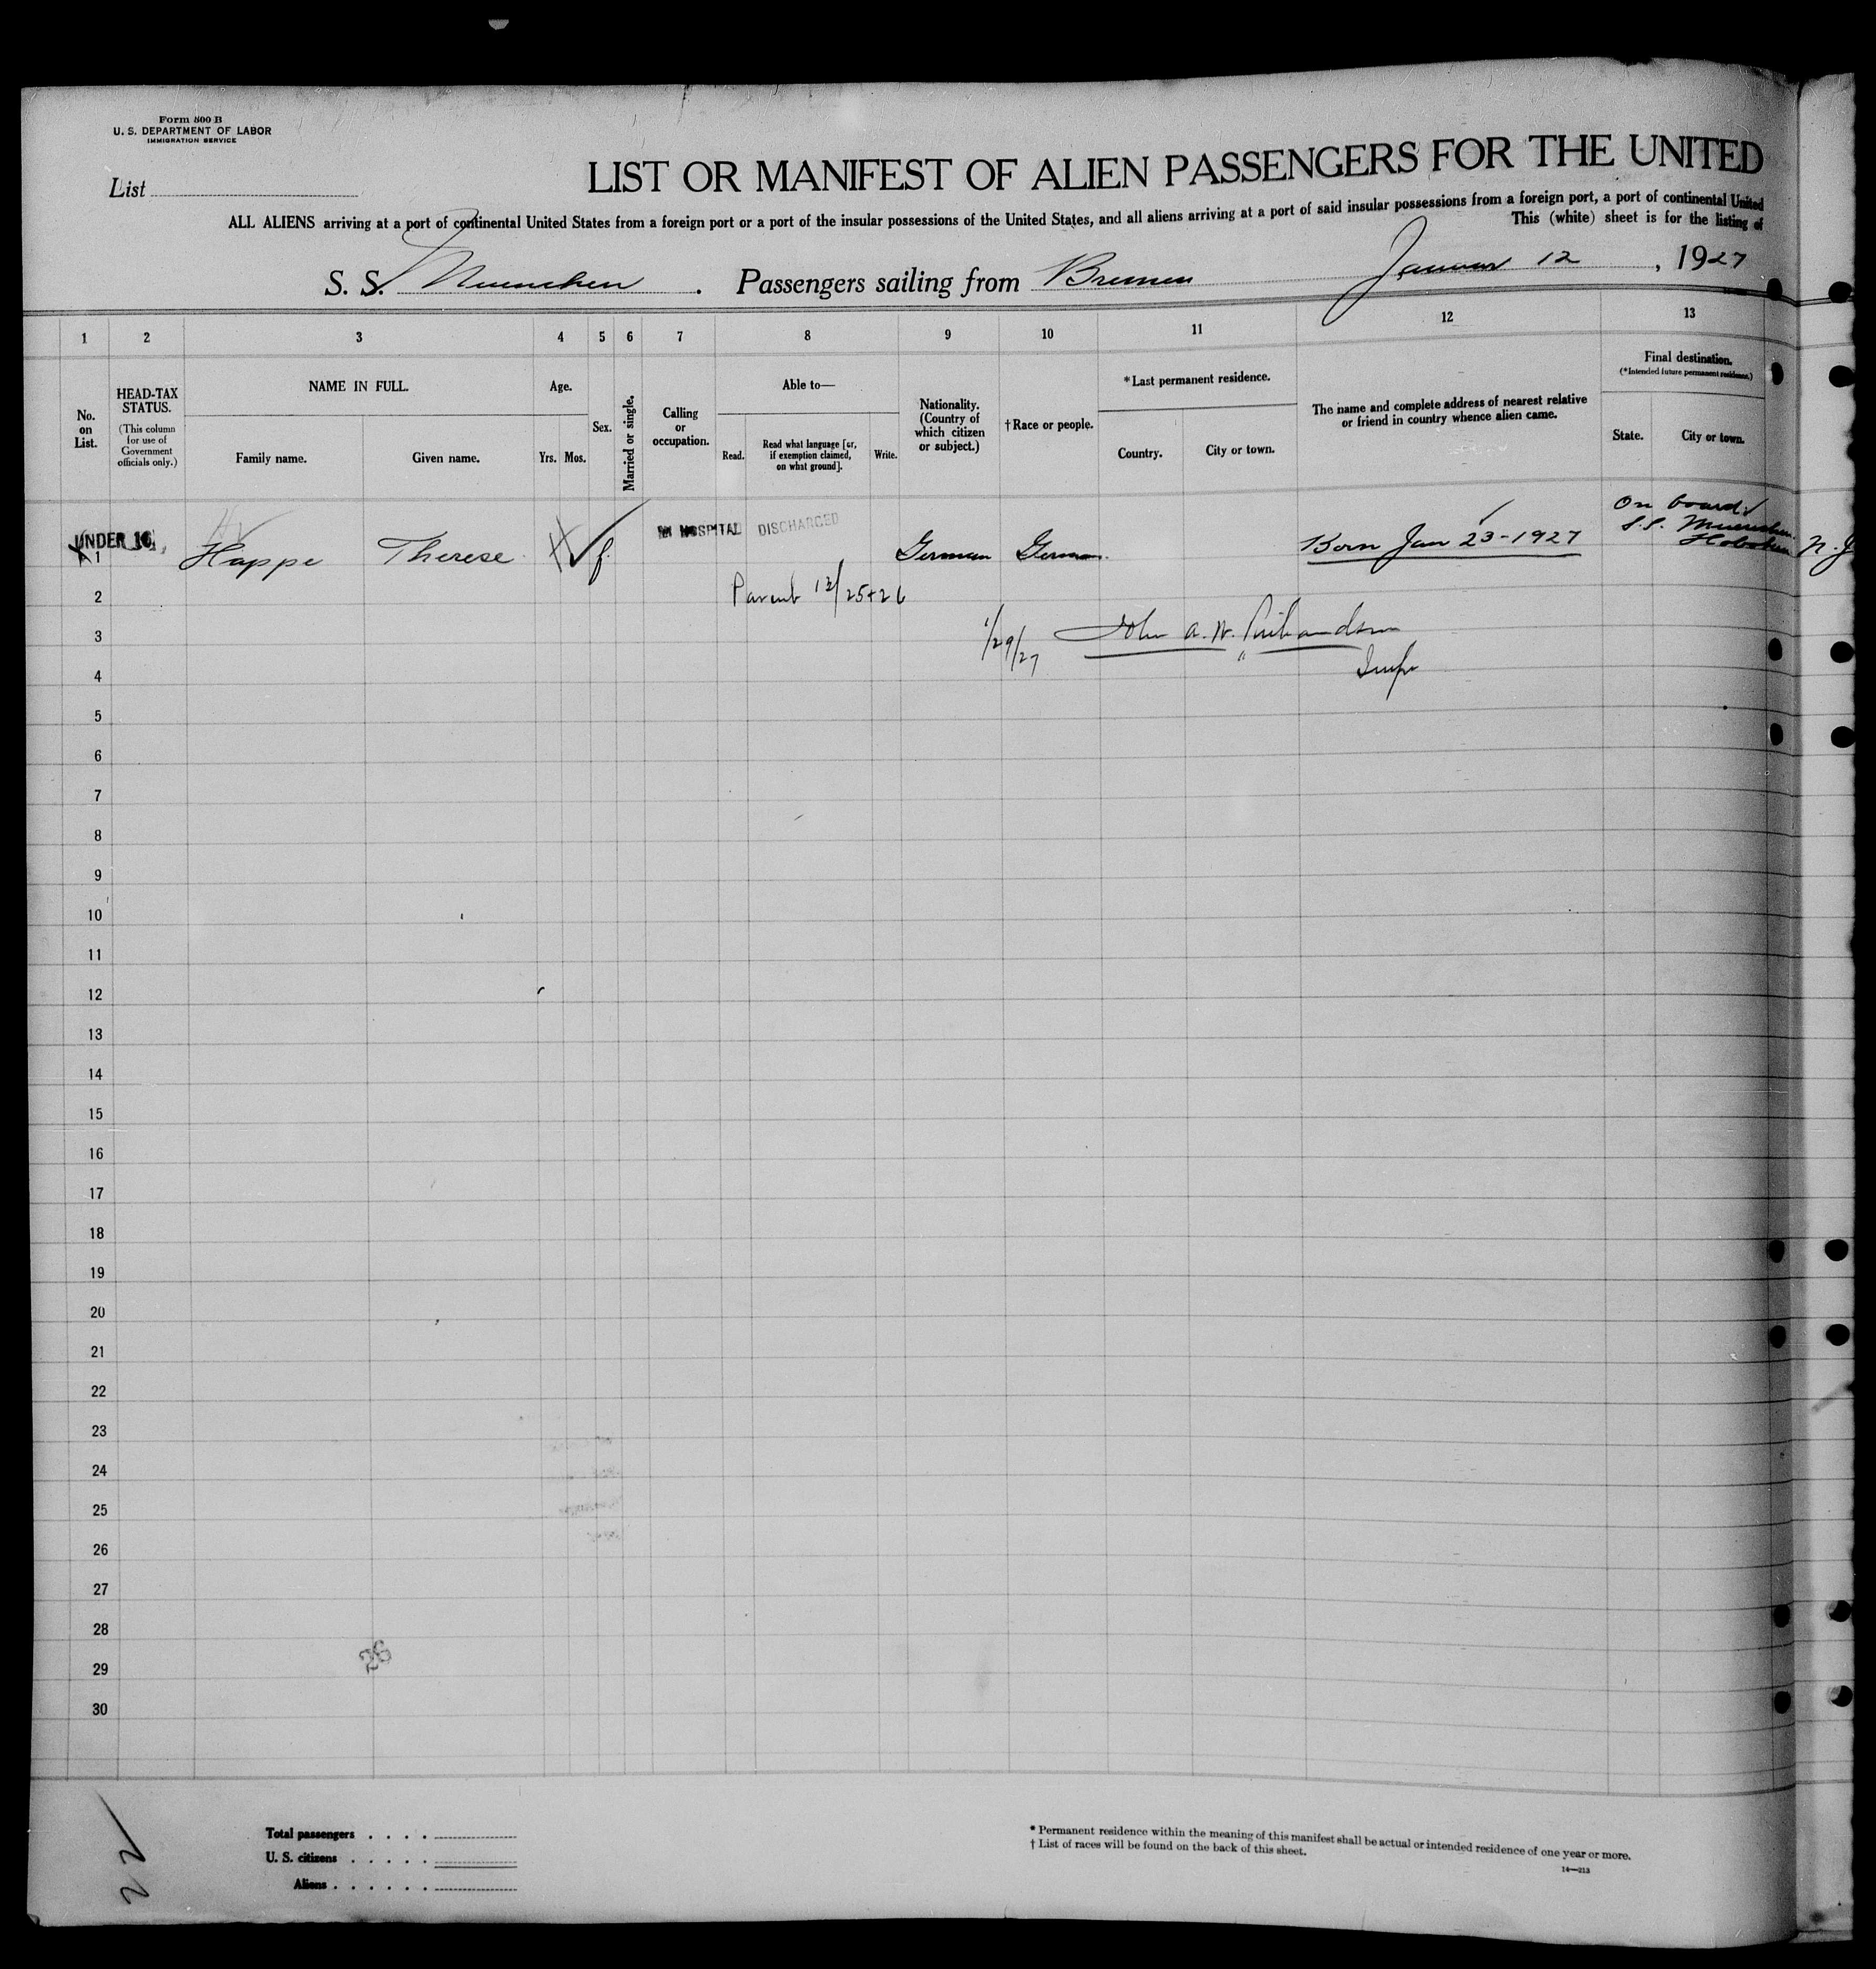 Form 500 B
U. S. DEPARTMENT OF LABOR
IMMIGRATION SERVICE
List
LIST OR MANIFEST OF ALIEN PASSENGERS FOR THE UNITED
ALL ALIENS arriving at a port of continental United States from a foreign port or a port of the insular possessions of the United States, and all aliens arriving at a port of said insular possessions from a foreign port, a port of continental United
This (white) sheet is for the listing of
S. S. Muenchen . Passengers sailing from Bremen Januar 12 , 1927
1 2 3 4 5 6 7 8 9 10 11 12 13
No. on List.
HEAD-TAX STATUS.
(This column for use of Government officials only.)
NAME IN FULL.
Family name. Given name.
Age.
Yrs. Mos.
Sex.
Married or single.
Calling or occupation.
Able to—
Read. Read what language [or, if exemption claimed, on what ground]. Write.
Nationality. (Country of which citizen or subject.)
†Race or people.
*Last permanent residence.
Country. City or town.
The name and complete address of nearest relative or friend in country whence alien came.
Final destination.
(*Intended future permanent residence.)
State. City or town.
UNDER 16
IN HOSPITAL DISCHARGED
On board
S.S. Muenchen
Hoboken N.J
1 Happe Therese f. German German Born Jan 23-1927
2 Parents 12/25+26
3 1/29/27 John A. W. Richardson
4 Insp
5
6
7
8
9
10
11
12
13
14
15
16
17
18
19
20
21
22
23
24
25
26
27
28
26
29
30
22
Total passengers . . . .
U. S. citizens . . . . .
Aliens . . . . . .
* Permanent residence within the meaning of this manifest shall be actual or intended residence of one year or more.
† List of races will be found on the back of this sheet.
14—213